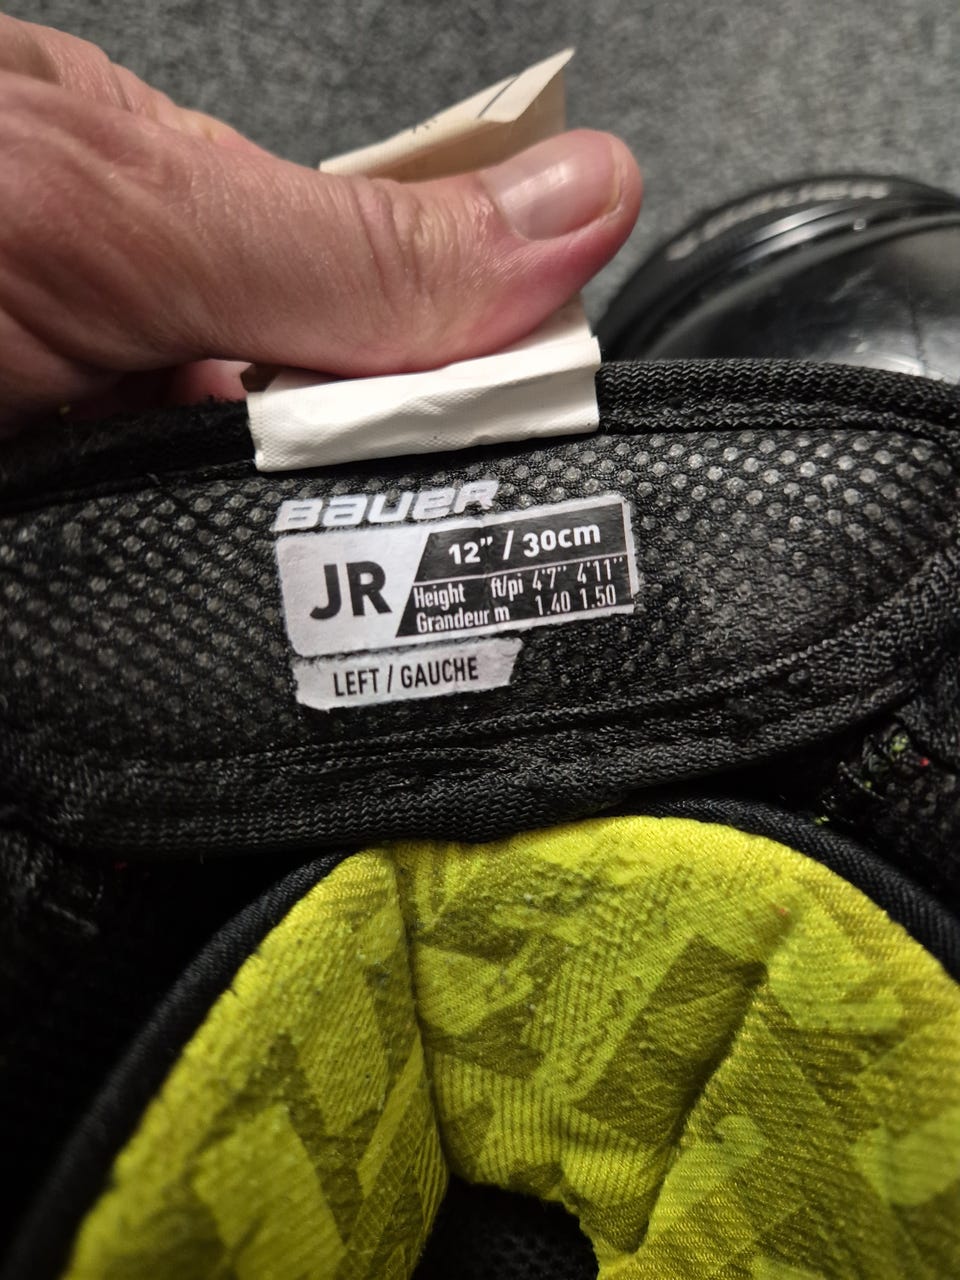 BAUER
JR
12" / 30cm
Height ft/pi 4'7" 4'11"
Grandeur m 1.40 1.50
LEFT / GAUCHE